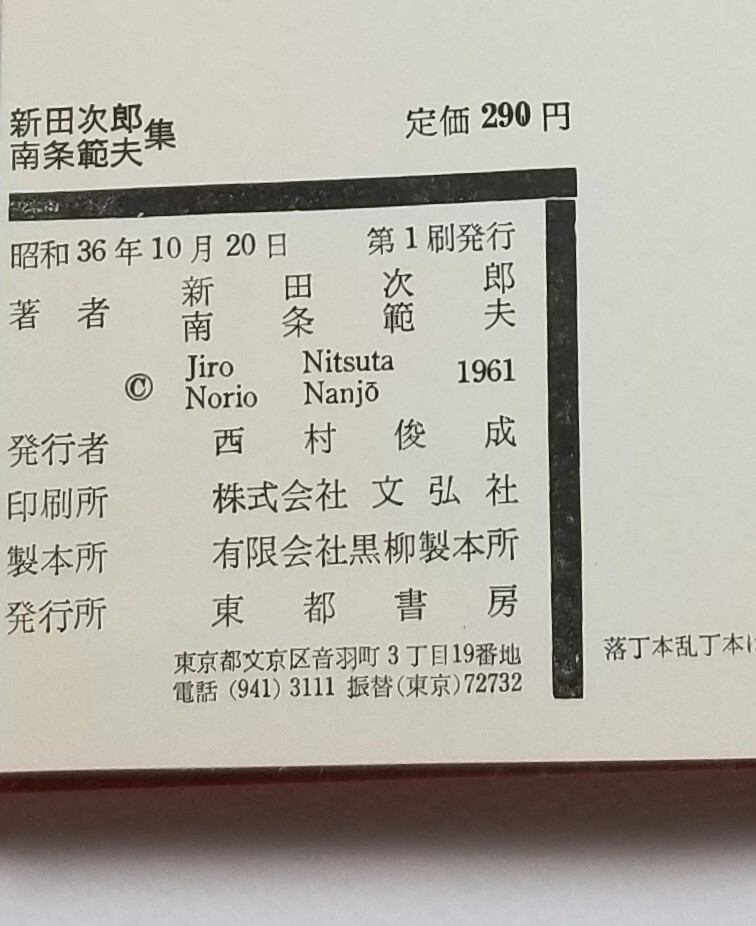 新田次郎
南条範夫 集
定価 290 円
昭和 36 年 10 月 20 日 第 1 刷発行
著者 新田次郎
南条範夫
© Jiro Nitsuta 1961
Norio Nanjō
発行者 西村俊成
印刷所 株式会社 文弘社
製本所 有限会社黒柳製本所
発行所 東都書房
東京都文京区音羽町 3 丁目19番地
電話 (941) 3111 振替 (東京) 72732
落丁本乱丁本は